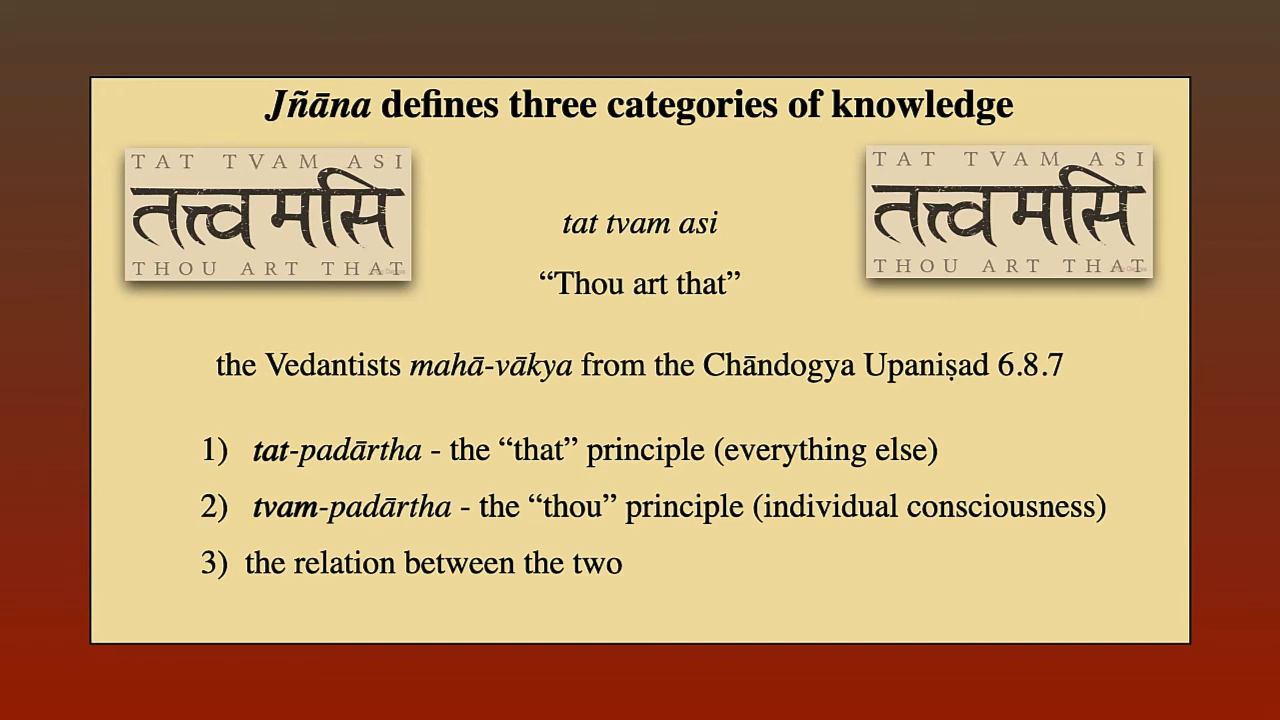 Jñāna defines three categories of knowledge
TAT TVAM ASI
तत्त्वमसि
THOU ART THAT
TAT TVAM ASI
तत्त्वमसि
THOU ART THAT
tat tvam asi
“Thou art that”
the Vedantists mahā-vākya from the Chāndogya Upaniṣad 6.8.7
1) tat-padārtha - the “that” principle (everything else)
2) tvam-padārtha - the “thou” principle (individual consciousness)
3) the relation between the two